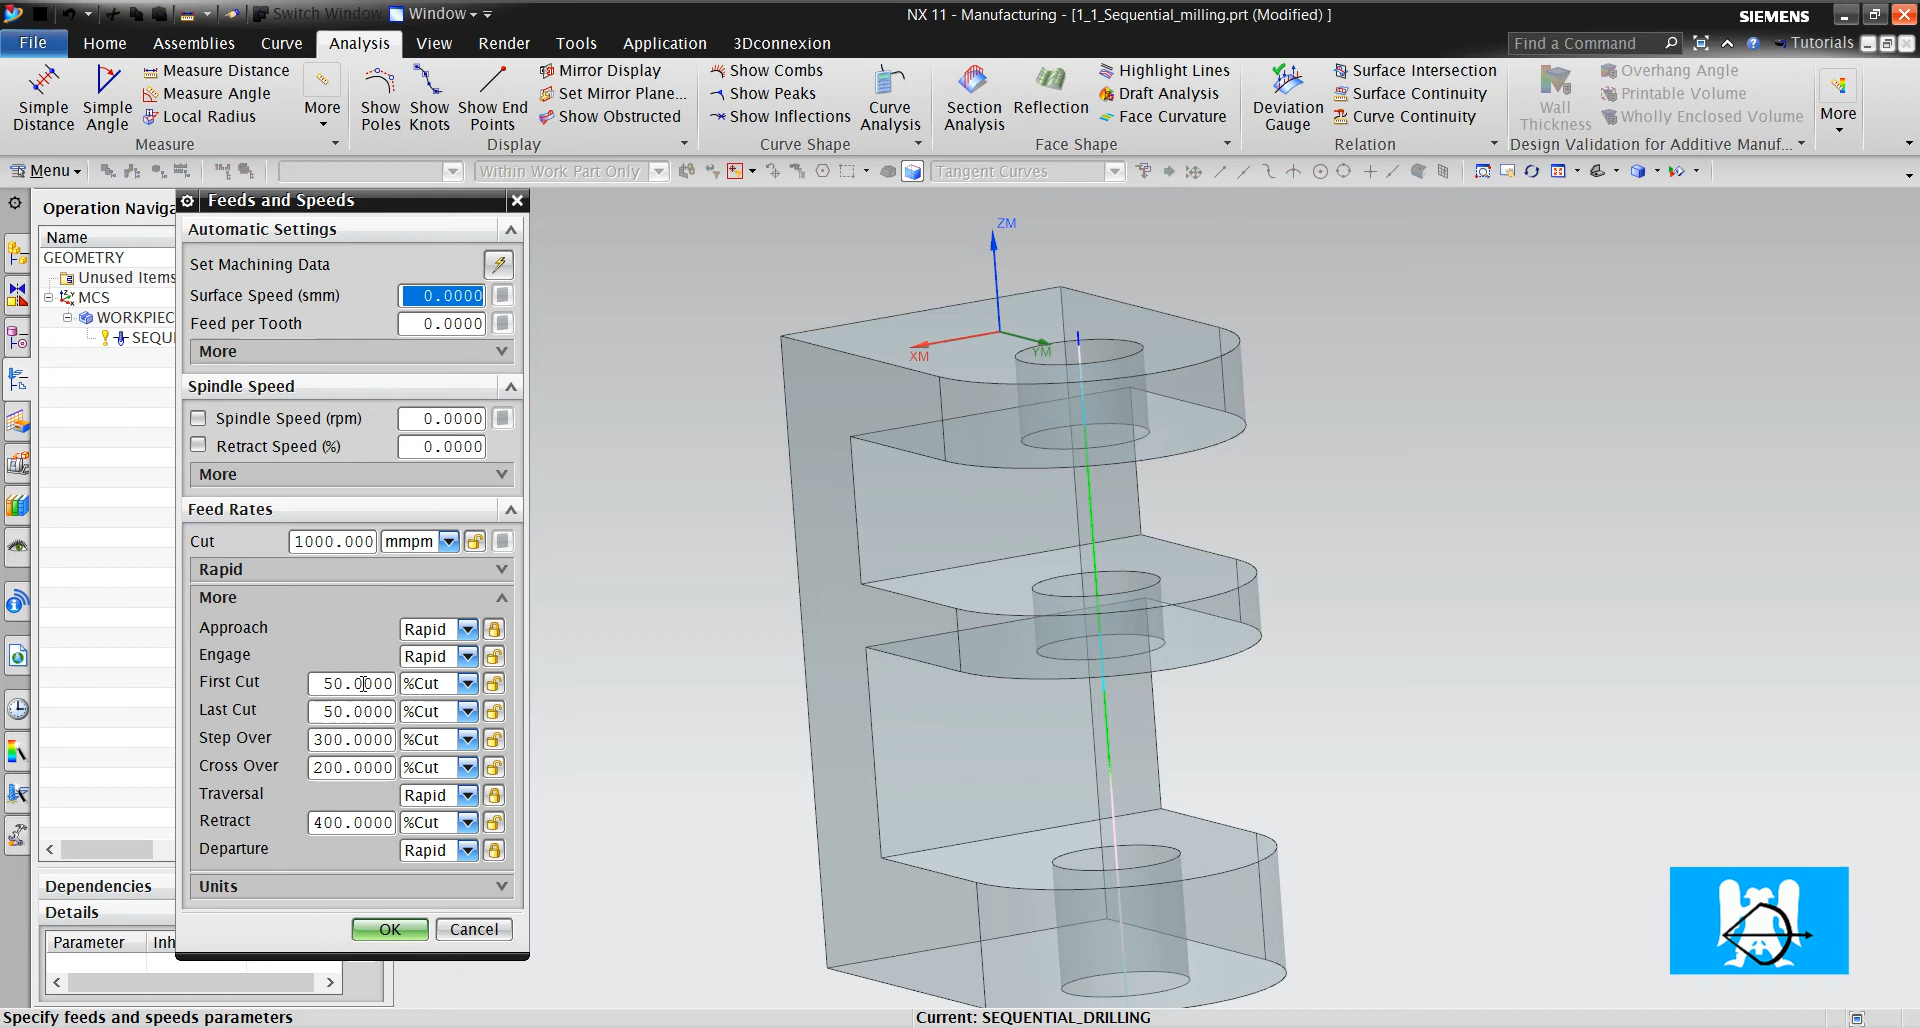 Switch Window
Window
NX 11 - Manufacturing - [1_1_Sequential_milling.prt (Modified) ]
SIEMENS
File
Home
Assemblies
Curve
Analysis
View
Render
Tools
Application
3Dconnexion
Find a Command
Tutorials
Simple Distance
Simple Angle
Measure Distance
Measure Angle
Local Radius
More
Measure
Show Poles
Show Knots
Show End Points
Mirror Display
Set Mirror Plane...
Show Obstructed
Display
Show Combs
Show Peaks
Show Inflections
Curve Analysis
Curve Shape
Section Analysis
Reflection
Highlight Lines
Draft Analysis
Face Curvature
Face Shape
Deviation Gauge
Surface Intersection
Surface Continuity
Curve Continuity
Relation
Wall Thickness
Overhang Angle
Printable Volume
Wholly Enclosed Volume
Design Validation for Additive Manuf...
More
Menu
Within Work Part Only
Tangent Curves
Operation Naviga
Name
GEOMETRY
Unused Items
MCS
WORKPIEC
SEQUI
Dependencies
Details
Parameter
Inh
Feeds and Speeds
Automatic Settings
Set Machining Data
Surface Speed (smm) 0.0000
Feed per Tooth 0.0000
More
Spindle Speed
Spindle Speed (rpm) 0.0000
Retract Speed (%) 0.0000
More
Feed Rates
Cut 1000.000 mmpm
Rapid
More
Approach Rapid
Engage Rapid
First Cut 50.0000 %Cut
Last Cut 50.0000 %Cut
Step Over 300.0000 %Cut
Cross Over 200.0000 %Cut
Traversal Rapid
Retract 400.0000 %Cut
Departure Rapid
Units
OK
Cancel
ZM
XM
YM
Specify feeds and speeds parameters
Current: SEQUENTIAL_DRILLING